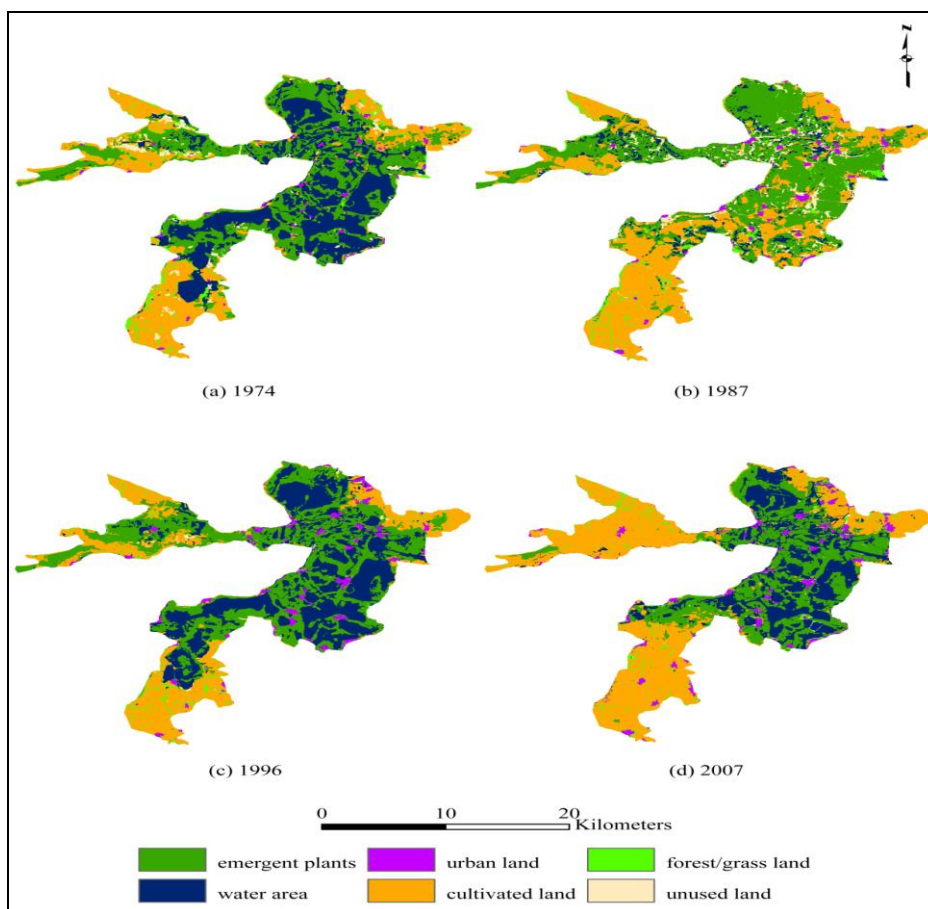 N
(a) 1974
(b) 1987
(c) 1996
(d) 2007
0 10 20
Kilometers
emergent plants urban land forest/grass land
water area cultivated land unused land